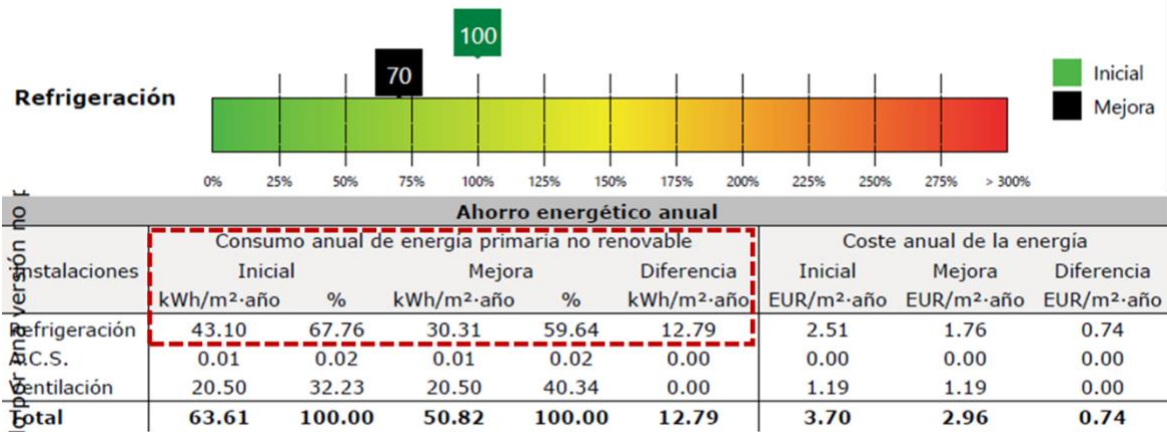 100
70
Refrigeración
Inicial
Mejora
0% 25% 50% 75% 100% 125% 150% 175% 200% 225% 250% 275% > 300%
Ahorro energético anual
Consumo anual de energía primaria no renovable Coste anual de la energía
Instalaciones Inicial Mejora Diferencia Inicial Mejora Diferencia
kWh/m²·año % kWh/m²·año % kWh/m²·año EUR/m²·año EUR/m²·año EUR/m²·año
Refrigeración 43.10 67.76 30.31 59.64 12.79 2.51 1.76 0.74
A.C.S. 0.01 0.02 0.01 0.02 0.00 0.00 0.00 0.00
Ventilación 20.50 32.23 20.50 40.34 0.00 1.19 1.19 0.00
Total 63.61 100.00 50.82 100.00 12.79 3.70 2.96 0.74
por una versión no